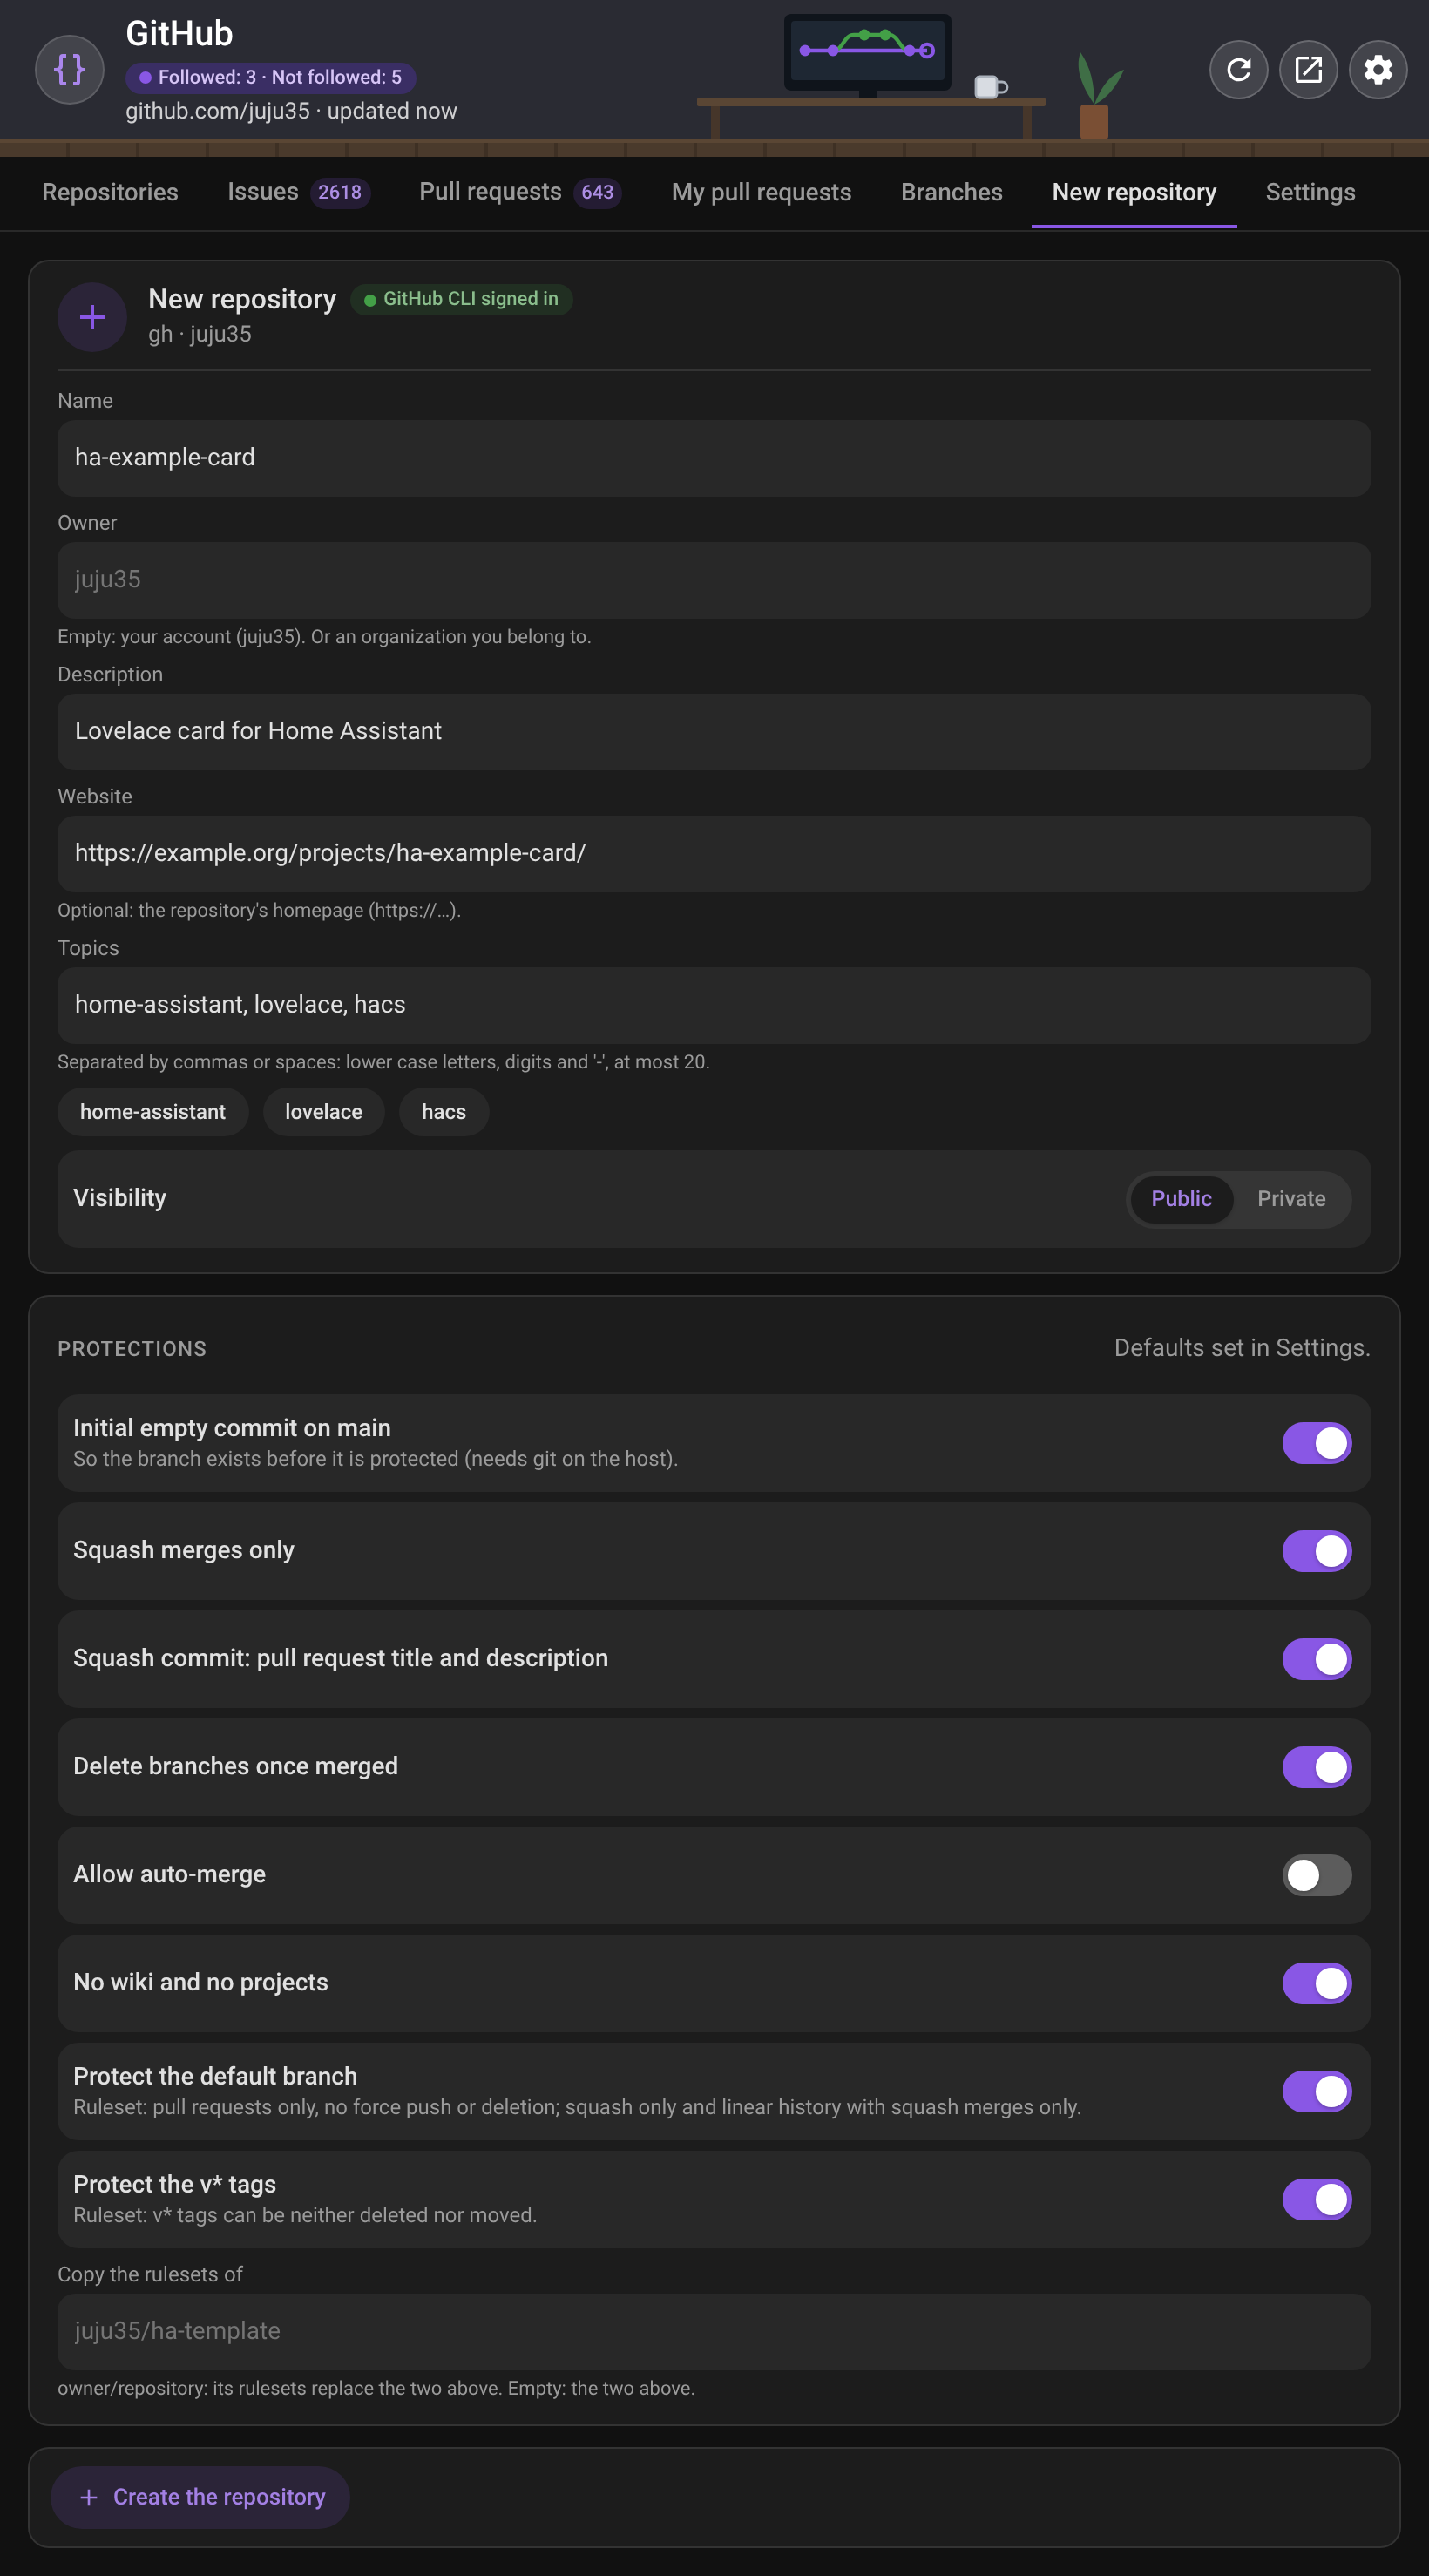 {}
GitHub
Followed: 3 · Not followed: 5
github.com/juju35 · updated now
Repositories
Issues 2618
Pull requests 643
My pull requests
Branches
New repository
Settings
New repository
GitHub CLI signed in
gh · juju35
Name
ha-example-card
Owner
juju35
Empty: your account (juju35). Or an organization you belong to.
Description
Lovelace card for Home Assistant
Website
https://example.org/projects/ha-example-card/
Optional: the repository's homepage (https://…).
Topics
home-assistant, lovelace, hacs
Separated by commas or spaces: lower case letters, digits and '-', at most 20.
home-assistant
lovelace
hacs
Visibility
Public
Private
PROTECTIONS
Defaults set in Settings.
Initial empty commit on main
So the branch exists before it is protected (needs git on the host).
Squash merges only
Squash commit: pull request title and description
Delete branches once merged
Allow auto-merge
No wiki and no projects
Protect the default branch
Ruleset: pull requests only, no force push or deletion; squash only and linear history with squash merges only.
Protect the v* tags
Ruleset: v* tags can be neither deleted nor moved.
Copy the rulesets of
juju35/ha-template
owner/repository: its rulesets replace the two above. Empty: the two above.
+ Create the repository